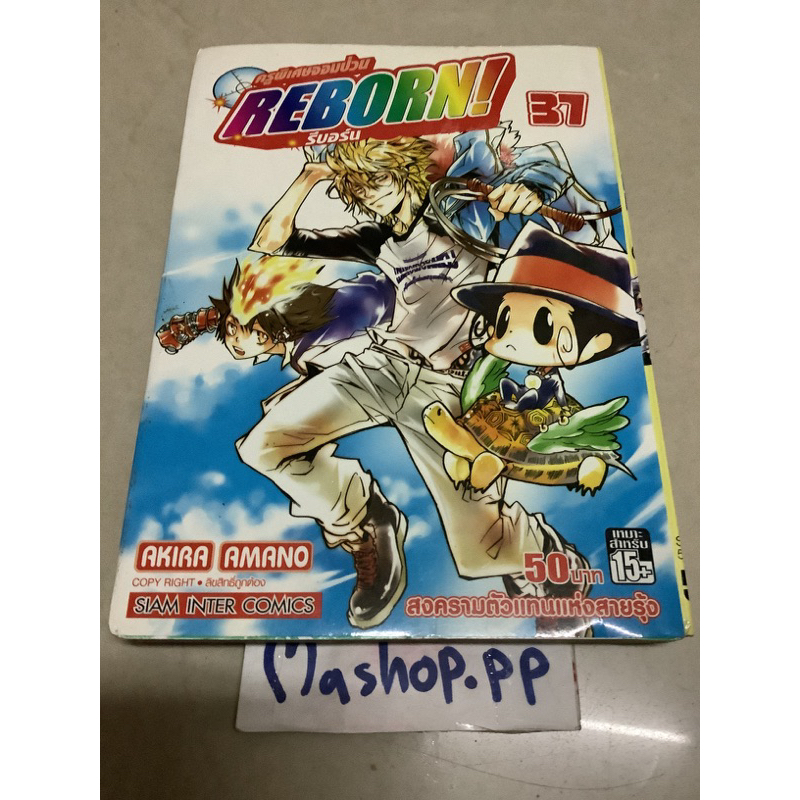 ครูพิเศษจอมป่วน
REBORN!
รีบอร์น
37
AKIRA AMANO
COPY RIGHT • ลิขสิทธิ์ถูกต้อง
SIAM INTER COMICS
50 บาท
เหมาะ
สำหรับ
15+
สงครามตัวแทนแห่งสายรุ้ง
Mashop.pp